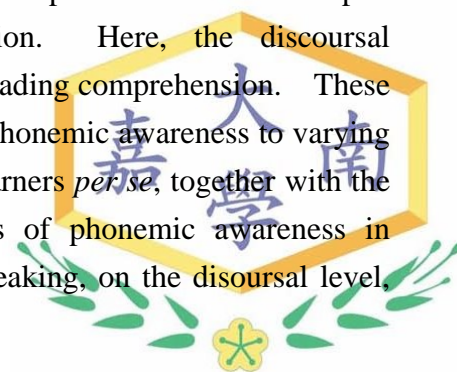 ion. Here, the discoursal
ading comprehension. These
honemic awareness to varying
arners per se, together with the
s of phonemic awareness in
eaking, on the disoursal level,
大
嘉 南
學